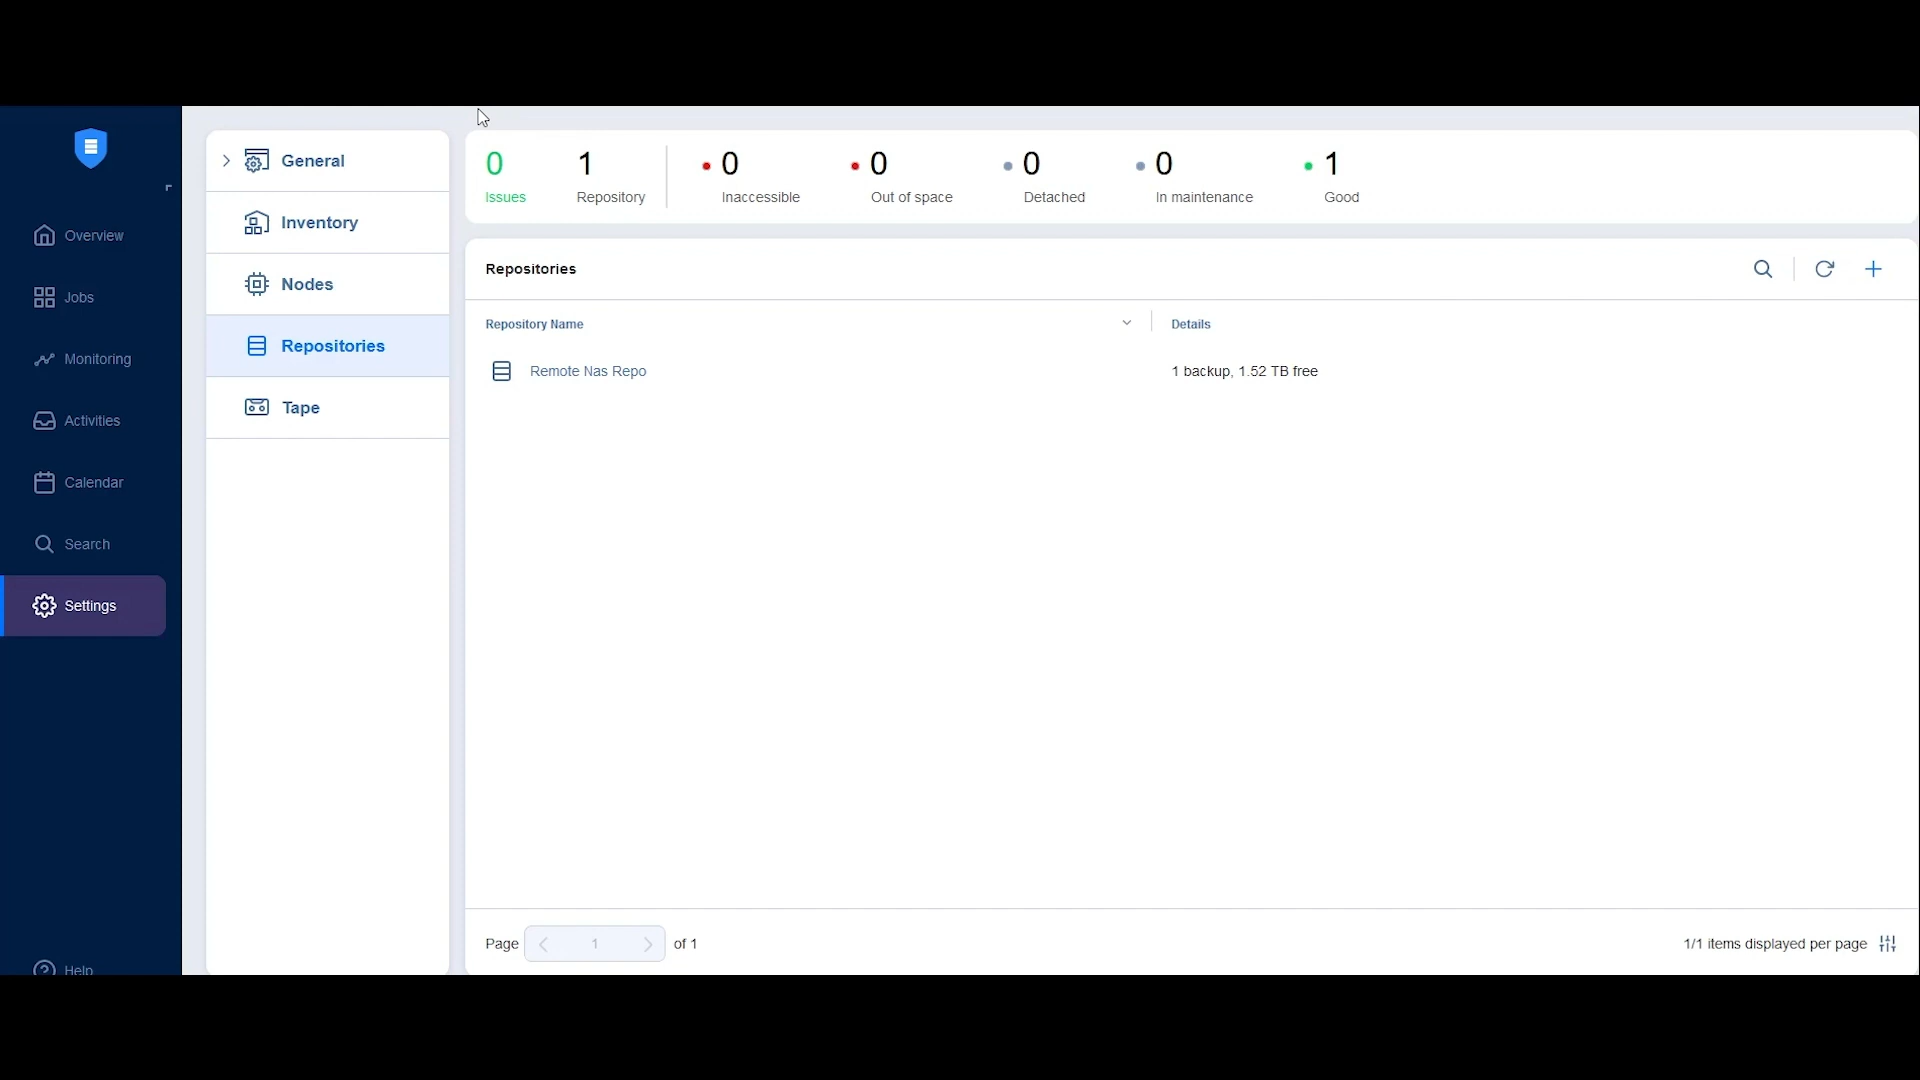 Overview
Jobs
Monitoring
Activities
Calendar
Search
Settings
Help
General
Inventory
Nodes
Repositories
Tape
0 1 0 0 0 0 1
Issues Repository Inaccessible Out of space Detached In maintenance Good
Repositories
Repository Name Details
Remote Nas Repo 1 backup, 1.52 TB free
Page 1 of 1 1/1 items displayed per page